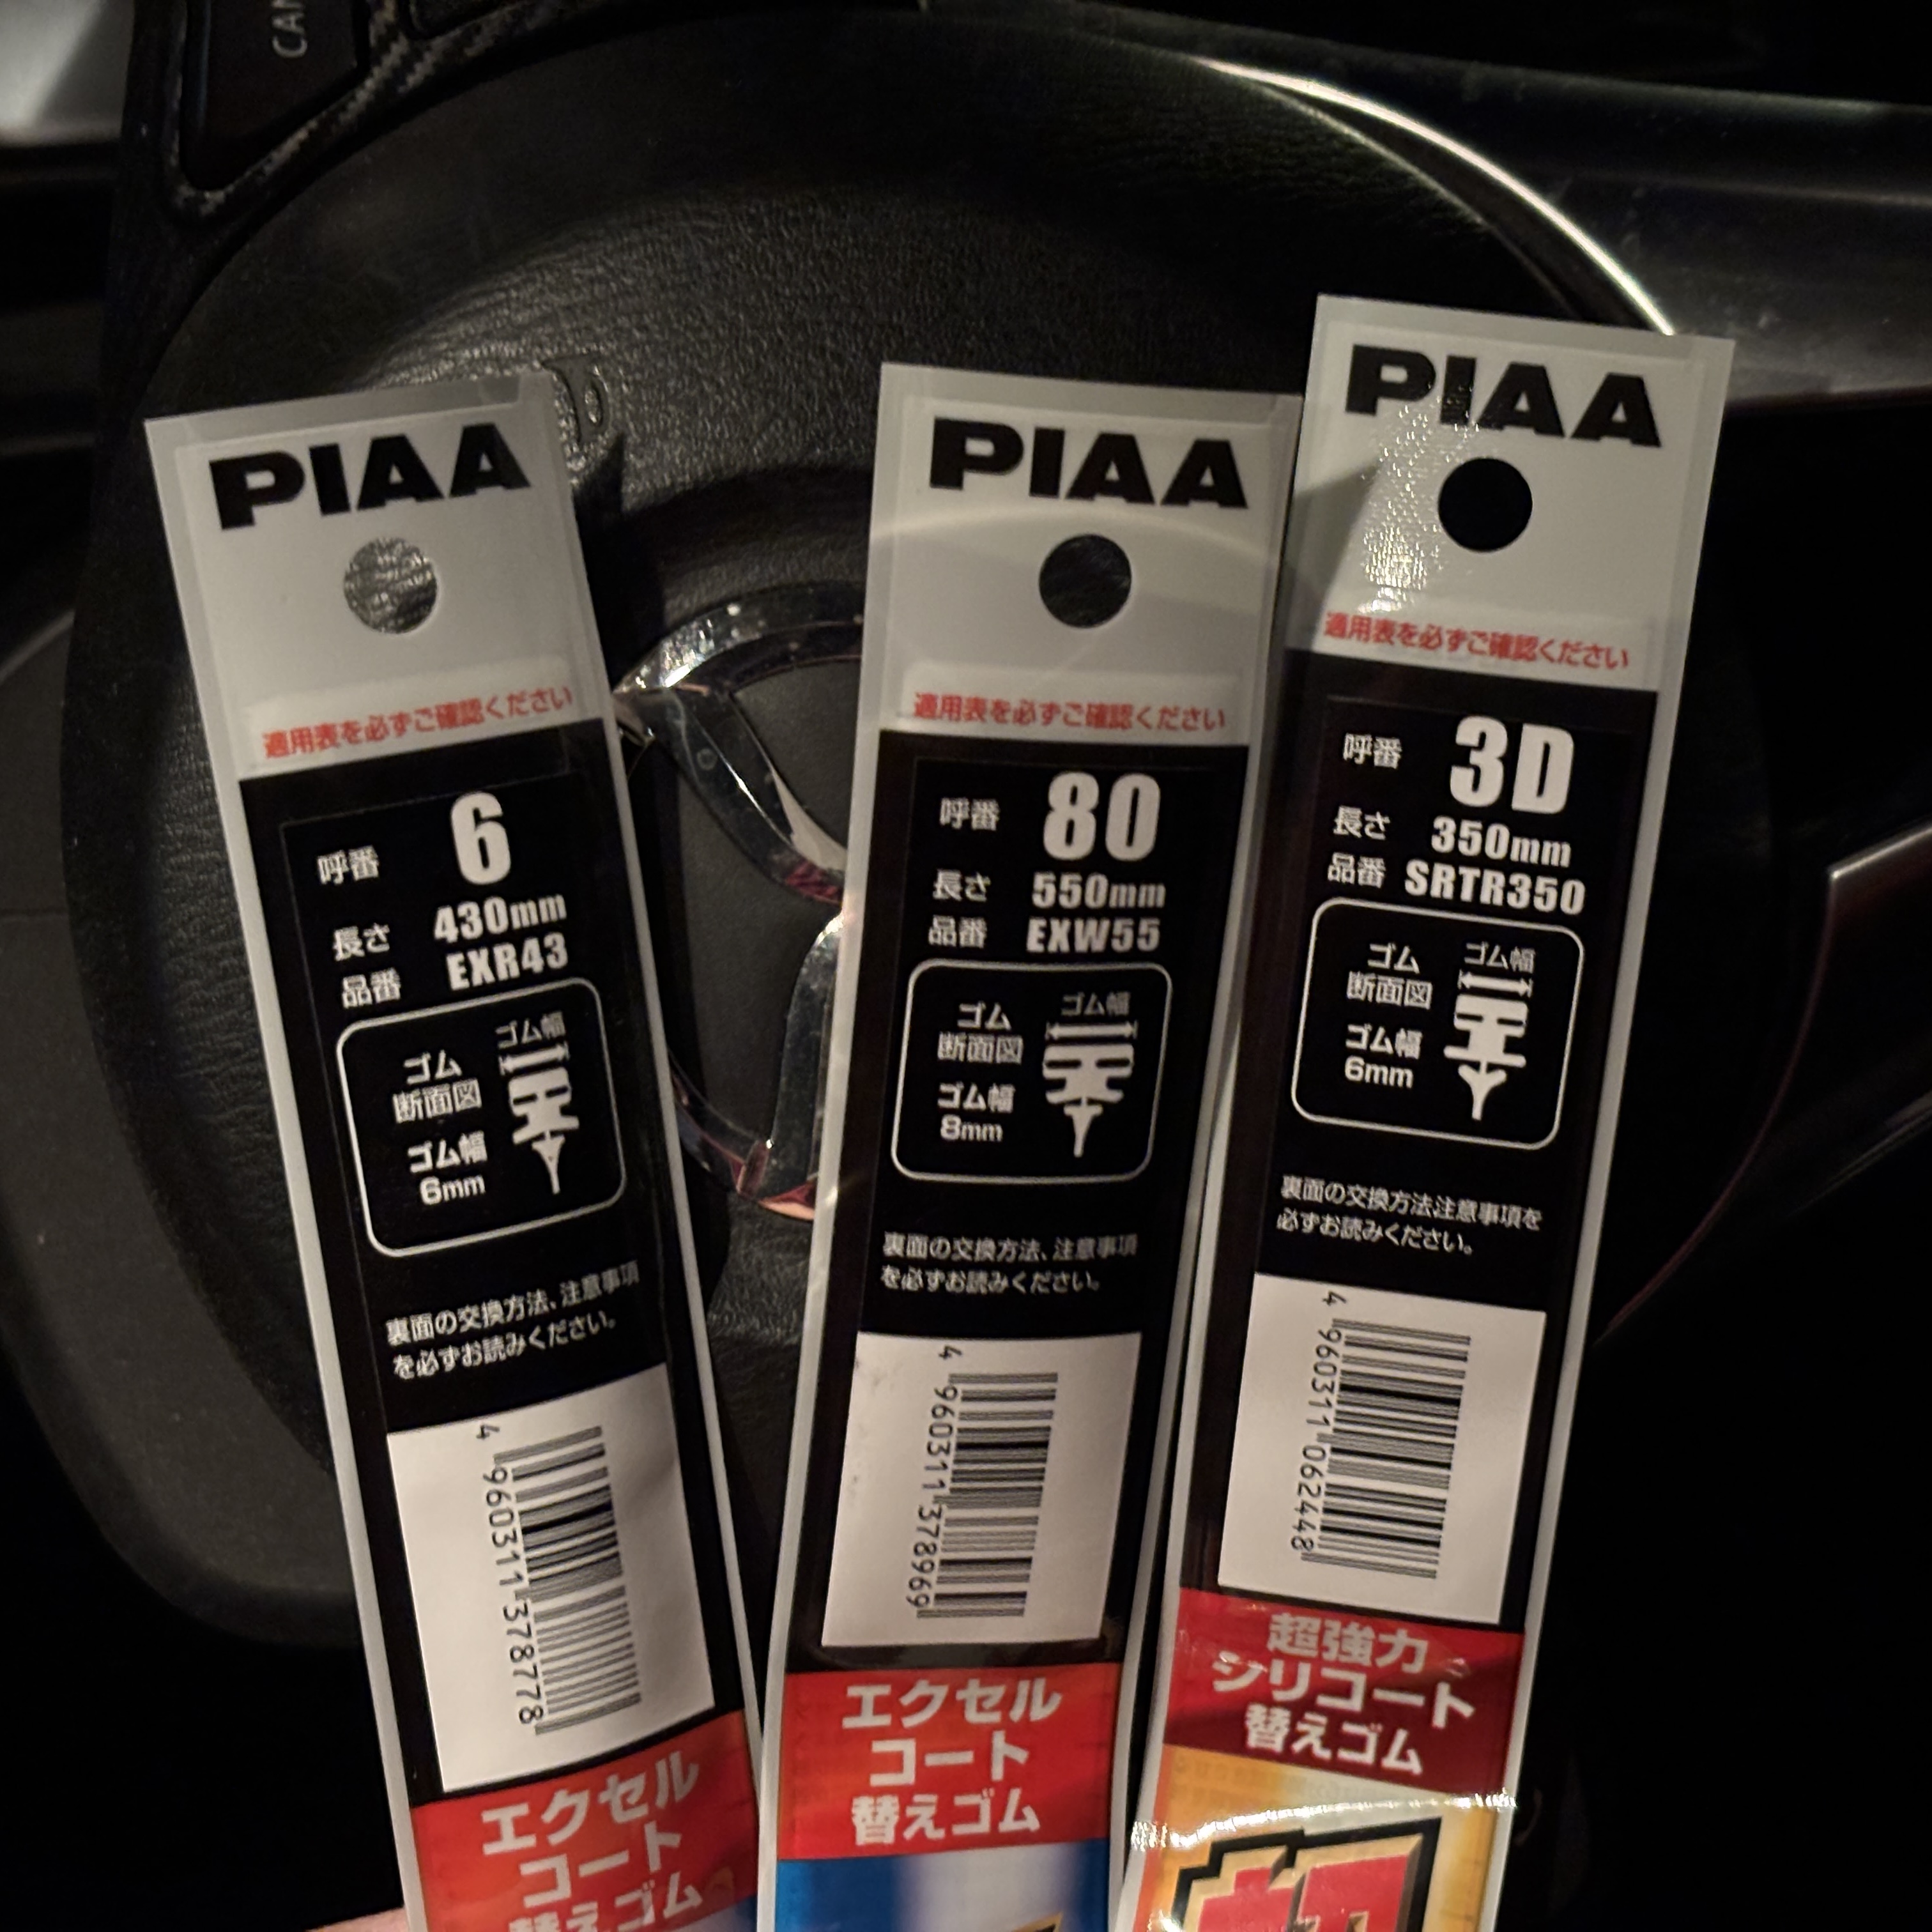 CAN
PIAA
適用表を必ずご確認ください
呼番 6
長さ 430mm
品番 EXR43
ゴム幅
ゴム
断面図
ゴム幅
6mm
裏面の交換方法、注意事項
を必ずお読みください。
4 960311 378778
エクセル
コート
替えゴム
PIAA
適用表を必ずご確認ください
呼番 80
長さ 550mm
品番 EXW55
ゴム幅
ゴム
断面図
ゴム幅
8mm
裏面の交換方法、注意事項
を必ずお読みください。
4 960311 378969
エクセル
コート
替えゴム
PIAA
適用表を必ずご確認ください
呼番 3D
長さ 350mm
品番 SRTR350
ゴム幅
ゴム
断面図
ゴム幅
6mm
裏面の交換方法注意事項を
必ずお読みください。
4 960311 062448
超強力
シリコート
替えゴム